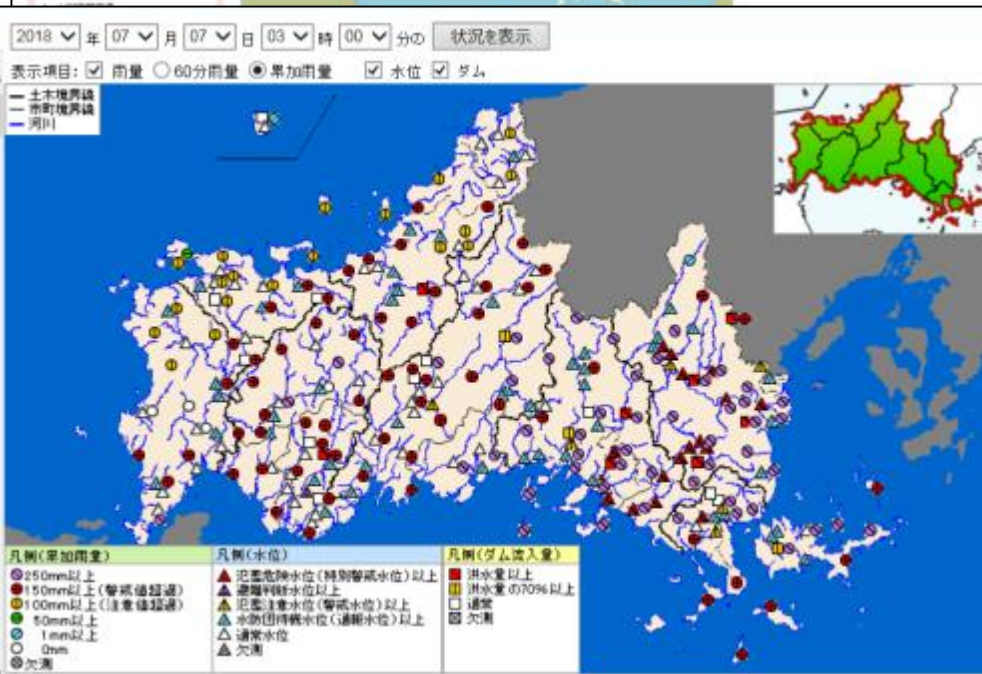 2018 年 07 月 07 日 03 時 00 分の 状況を表示
表示項目: 雨量 60分雨量 累加雨量 水位 ダム
土木境界線
市町境界線
河川
凡例(累加雨量)
250mm以上
150mm以上(警戒値超過)
100mm以上(注意値超過)
50mm以上
1mm以上
0mm
欠測
凡例(水位)
氾濫危険水位(特別警戒水位)以上
避難判断水位以上
氾濫注意水位(警戒水位)以上
水防団待機水位(通報水位)以上
通常水位
欠測
凡例(ダム流入量)
洪水量以上
洪水量の70%以上
通常
欠測